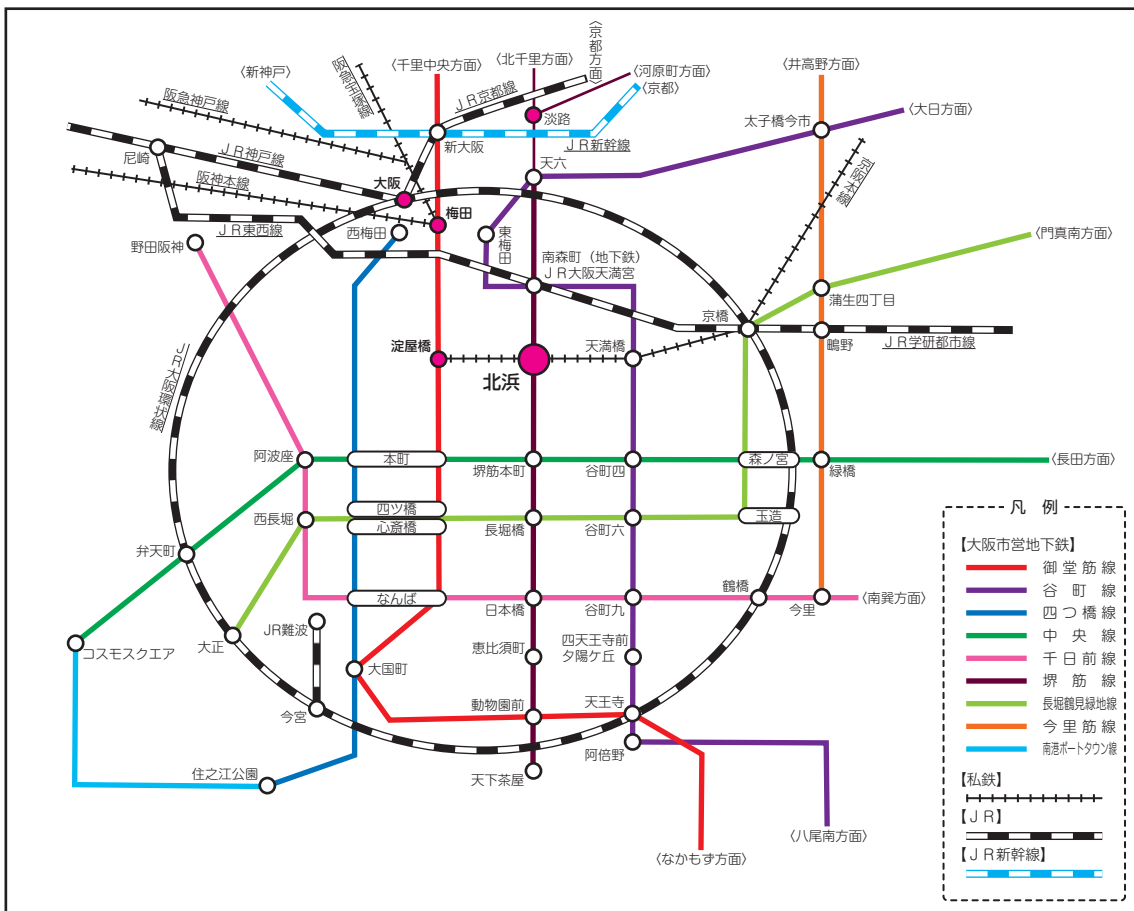 〈新神戸〉
阪急宝塚線
〈千里中央方面〉
〈北千里方面〉
〈京都方面〉
〈河原町方面〉
〈京都〉
〈井高野方面〉
〈大日方面〉
阪急神戸線
JR京都線
淡路
太子橋今市
新大阪
JR新幹線
尼崎
JR神戸線
阪神本線
大阪
天六
京阪本線
梅田
西梅田
東梅田
JR東西線
野田阪神
南森町（地下鉄）
JR大阪天満宮
〈門真南方面〉
蒲生四丁目
京橋
鴫野
JR学研都市線
淀屋橋
北浜
天満橋
JR大阪環状線
阿波座
本町
堺筋本町
谷町四
森ノ宮
緑橋
〈長田方面〉
四ツ橋
心斎橋
西長堀
長堀橋
谷町六
玉造
弁天町
なんば
日本橋
谷町九
鶴橋
今里
〈南巽方面〉
コスモスクエア
大正
JR難波
大国町
恵比須町
四天王寺前
夕陽ケ丘
今宮
動物園前
天王寺
阿倍野
住之江公園
天下茶屋
〈なかもず方面〉
〈八尾南方面〉
凡例
【大阪市営地下鉄】
御堂筋線
谷町線
四つ橋線
中央線
千日前線
堺筋線
長堀鶴見緑地線
今里筋線
南港ポートタウン線
【私鉄】
【JR】
【JR新幹線】